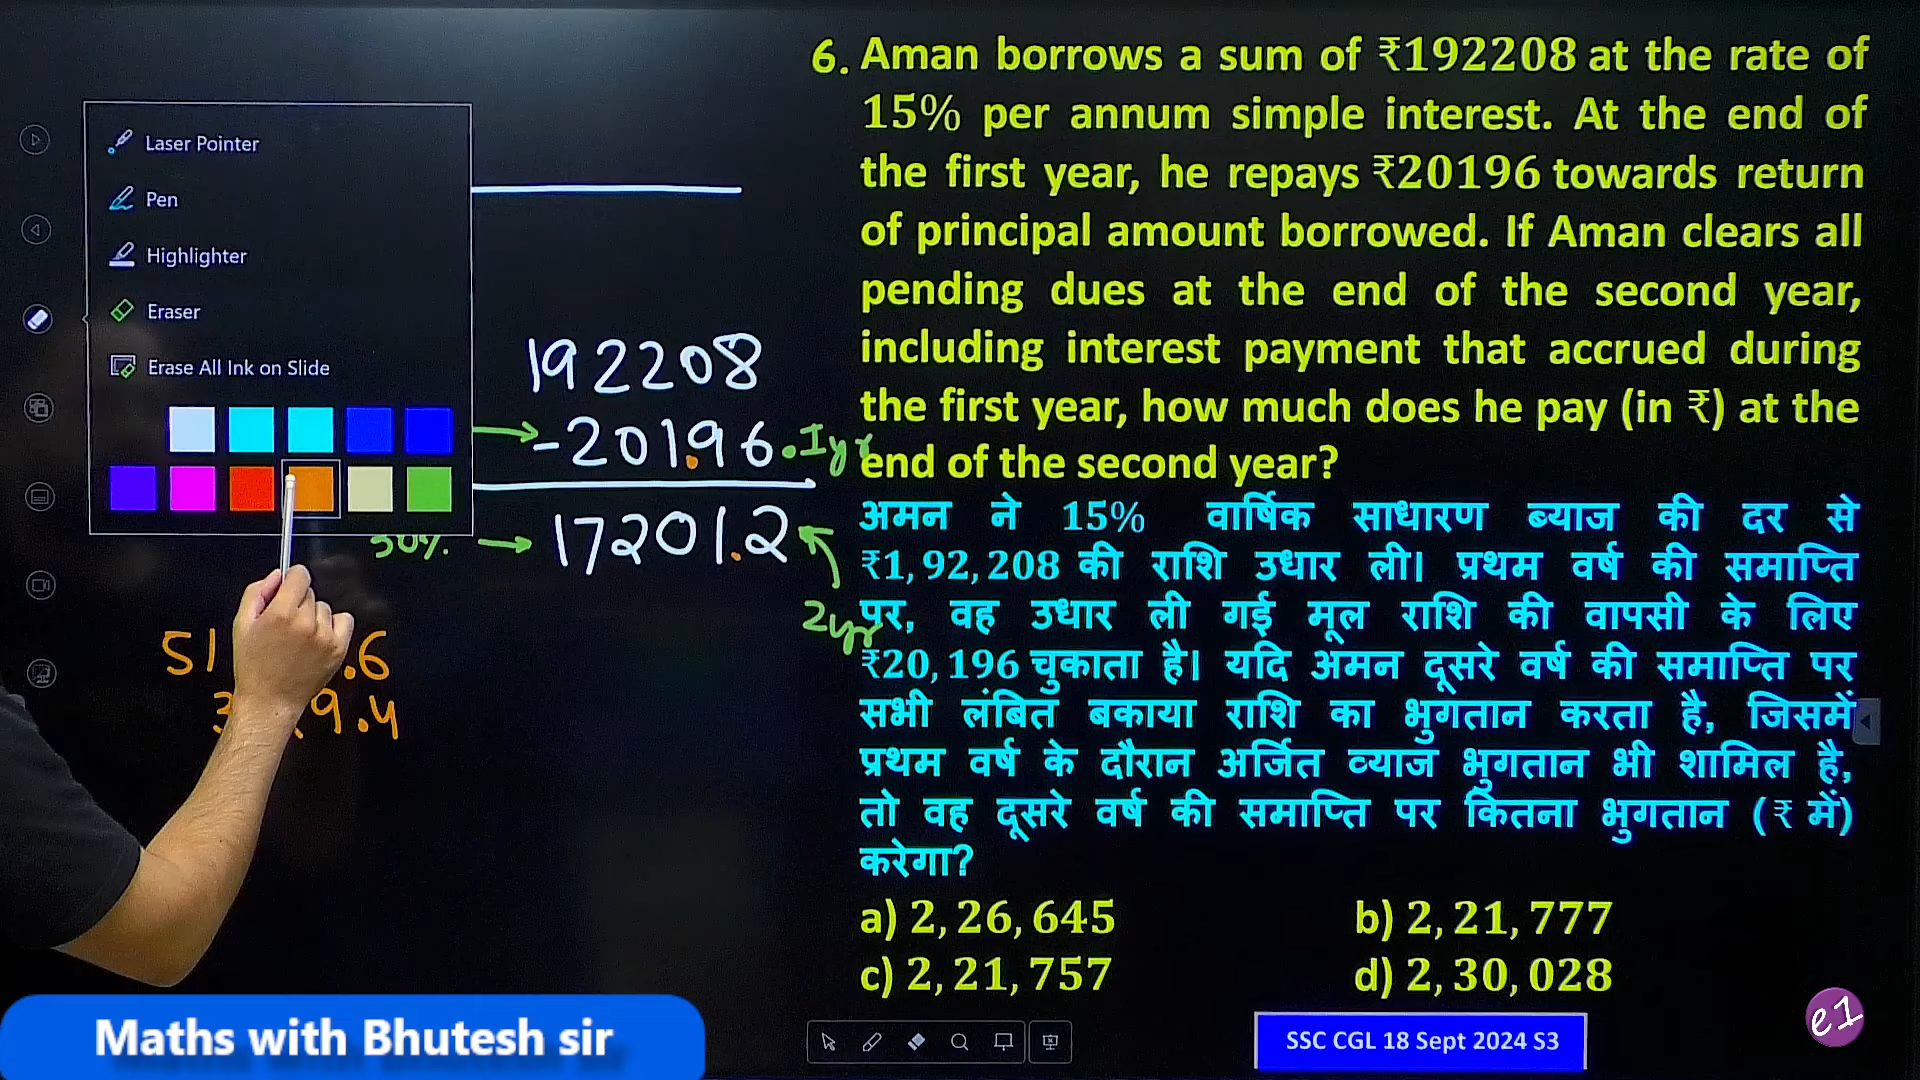 Laser Pointer
Pen
Highlighter
Eraser
Erase All Ink on Slide
192208
-20196 . 1yr
30% → 17201.2
2yr
.6
9.4
6. Aman borrows a sum of ₹192208 at the rate of
15% per annum simple interest. At the end of
the first year, he repays ₹20196 towards return
of principal amount borrowed. If Aman clears all
pending dues at the end of the second year,
including interest payment that accrued during
the first year, how much does he pay (in ₹) at the
end of the second year?
अमन ने 15% वार्षिक साधारण ब्याज की दर से
₹1,92,208 की राशि उधार ली। प्रथम वर्ष की समाप्ति
पर, वह उधार ली गई मूल राशि की वापसी के लिए
₹20,196 चुकाता है। यदि अमन दूसरे वर्ष की समाप्ति पर
सभी लंबित बकाया राशि का भुगतान करता है, जिसमें
प्रथम वर्ष के दौरान अर्जित व्याज भुगतान भी शामिल है,
तो वह दूसरे वर्ष की समाप्ति पर कितना भुगतान (₹ में)
करेगा?
a) 2,26,645 b) 2,21,777
c) 2,21,757 d) 2,30,028
SSC CGL 18 Sept 2024 S3
e1
Maths with Bhutesh sir